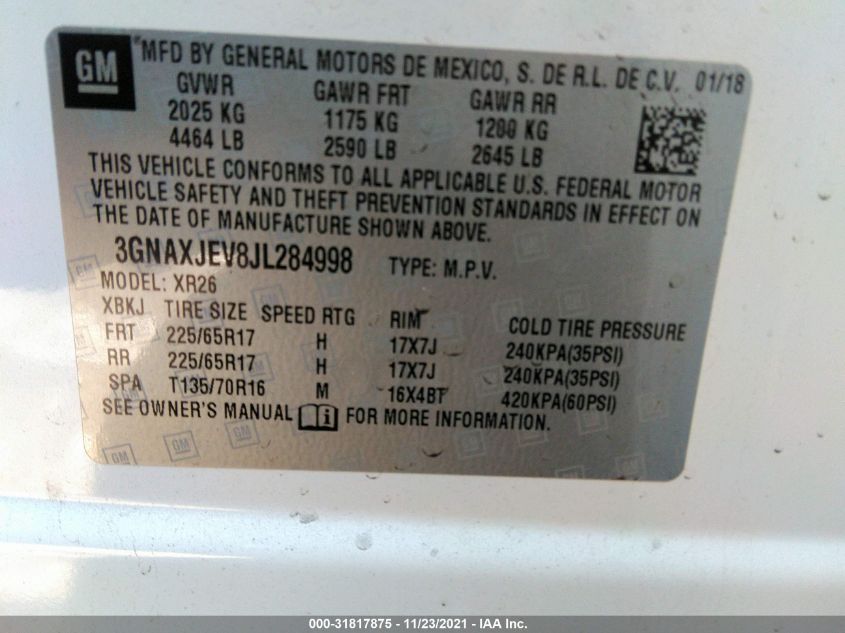 GM
*MFD BY GENERAL MOTORS DE MEXICO, S. DE R.L. DE C.V. 01/18
GVWR GAWR FRT GAWR RR
2025 KG 1175 KG 1200 KG
4464 LB 2590 LB 2645 LB
THIS VEHICLE CONFORMS TO ALL APPLICABLE U.S. FEDERAL MOTOR
VEHICLE SAFETY AND THEFT PREVENTION STANDARDS IN EFFECT ON
THE DATE OF MANUFACTURE SHOWN ABOVE.
3GNAXJEV8JL284998 TYPE: M.P.V.
MODEL: XR26
XBKJ TIRE SIZE SPEED RTG RIM COLD TIRE PRESSURE
FRT 225/65R17 H 17X7J 240KPA(35PSI)
RR 225/65R17 H 17X7J 240KPA(35PSI)
SPA T135/70R16 M 16X4BT 420KPA(60PSI)
SEE OWNER'S MANUAL i FOR MORE INFORMATION.
000-31817875 - 11/23/2021 - IAA Inc.